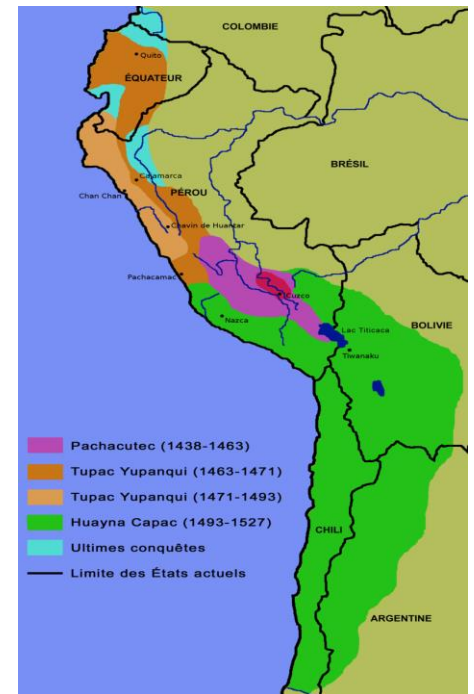 COLOMBIE
Quito
ÉQUATEUR
BRÉSIL
Cajamarca
PÉROU
Chan Chan
Chavin de Huantar
Pachacamac
Cuzco
Nazca
Lac Titicaca
BOLIVIE
Tiwanaku
Pachacutec (1438-1463)
Tupac Yupanqui (1463-1471)
Tupac Yupanqui (1471-1493)
Huayna Capac (1493-1527)
CHILI
Ultimes conquêtes
Limite des États actuels
ARGENTINE